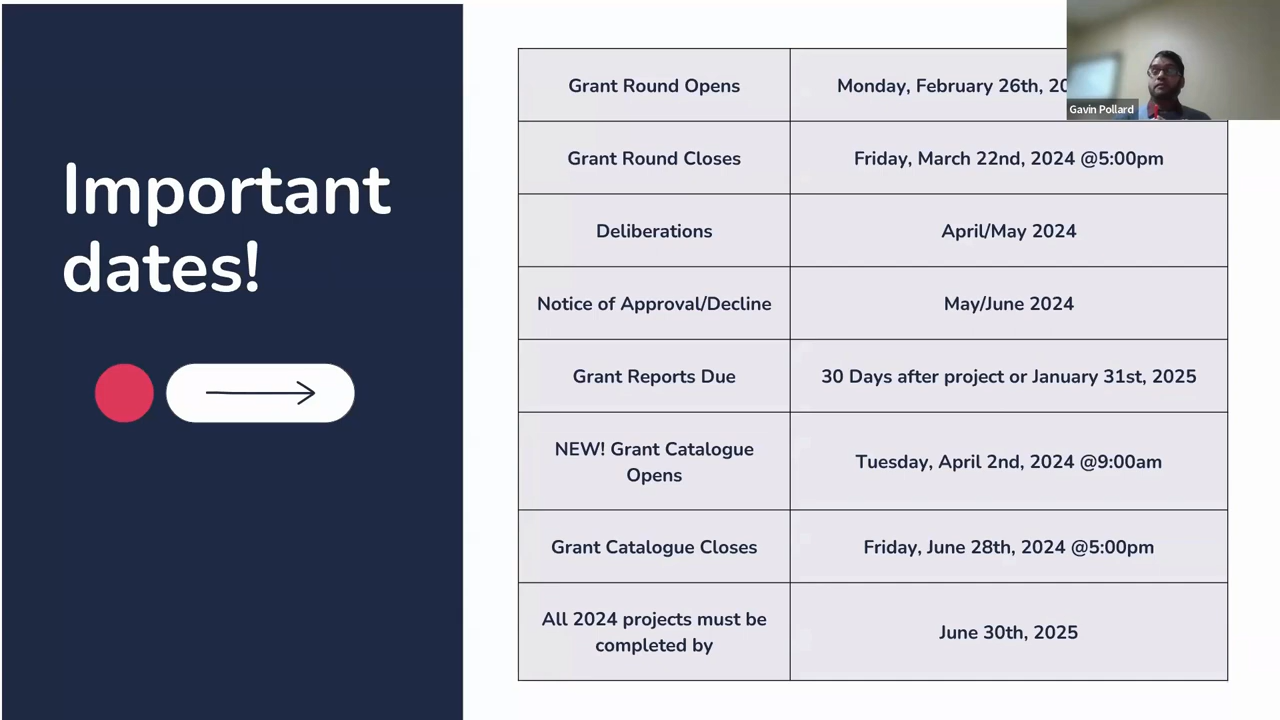 Important
dates!
Grant Round Opens
Monday, February 26th,
Gavin Pollard
Grant Round Closes
Friday, March 22nd, 2024 @5:00pm
Deliberations
April/May 2024
Notice of Approval/Decline
May/June 2024
Grant Reports Due
30 Days after project or January 31st, 2025
NEW! Grant Catalogue
Opens
Tuesday, April 2nd, 2024 @9:00am
Grant Catalogue Closes
Friday, June 28th, 2024 @5:00pm
All 2024 projects must be
completed by
June 30th, 2025